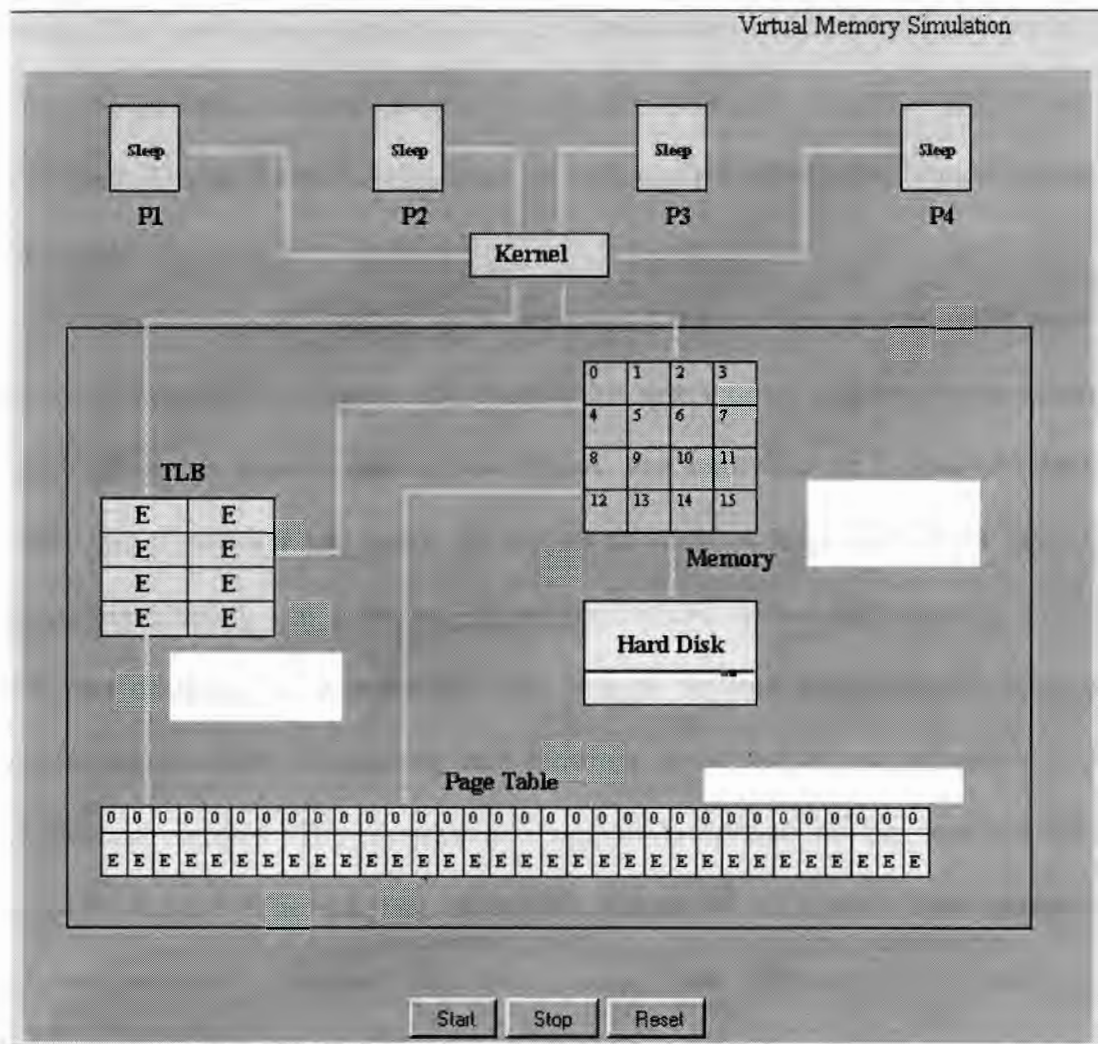 Virtual Memory Simulation
Sleep Sleep Sleep Sleep
P1 P2 P3 P4
Kernel
0 1 2 3
4 5 6 7
8 9 10 11
12 13 14 15
Memory
TLB
E E
E E
E E
E E
Hard Disk
Page Table
0 0 0 0 0 0 0 0 0 0 0 0 0 0 0 0 0 0 0 0 0 0 0 0 0 0 0 0 0 0 0 0
E E E E E E E E E E E E E E E E E E E E E E E E E E E E E E E E
Start Stop Reset